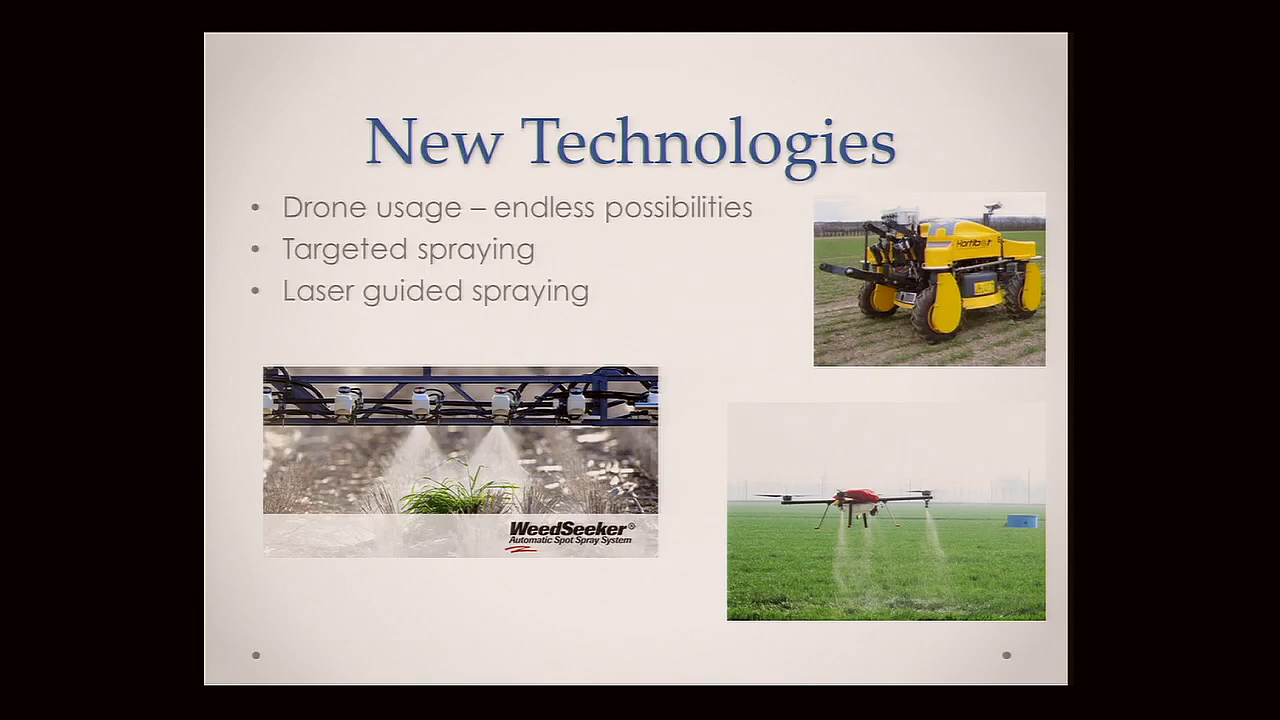 New Technologies
• Drone usage – endless possibilities
• Targeted spraying
• Laser guided spraying
WeedSeeker®
Automatic Spot Spray System